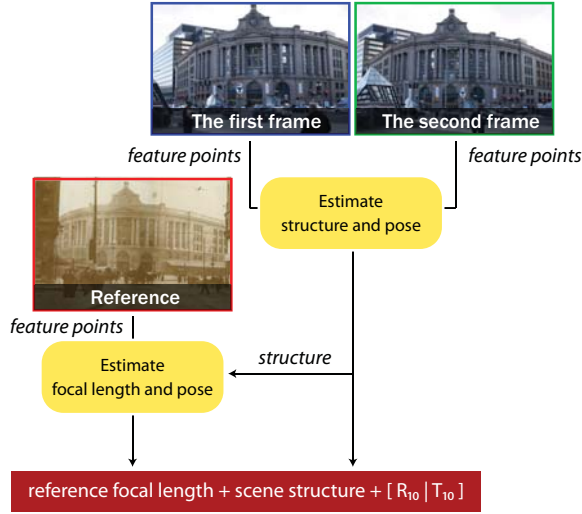 The first frame
The second frame
feature points
feature points
Estimate
structure and pose
Reference
feature points
Estimate
focal length and pose
structure
reference focal length + scene structure + [ R₁₀ | T₁₀ ]